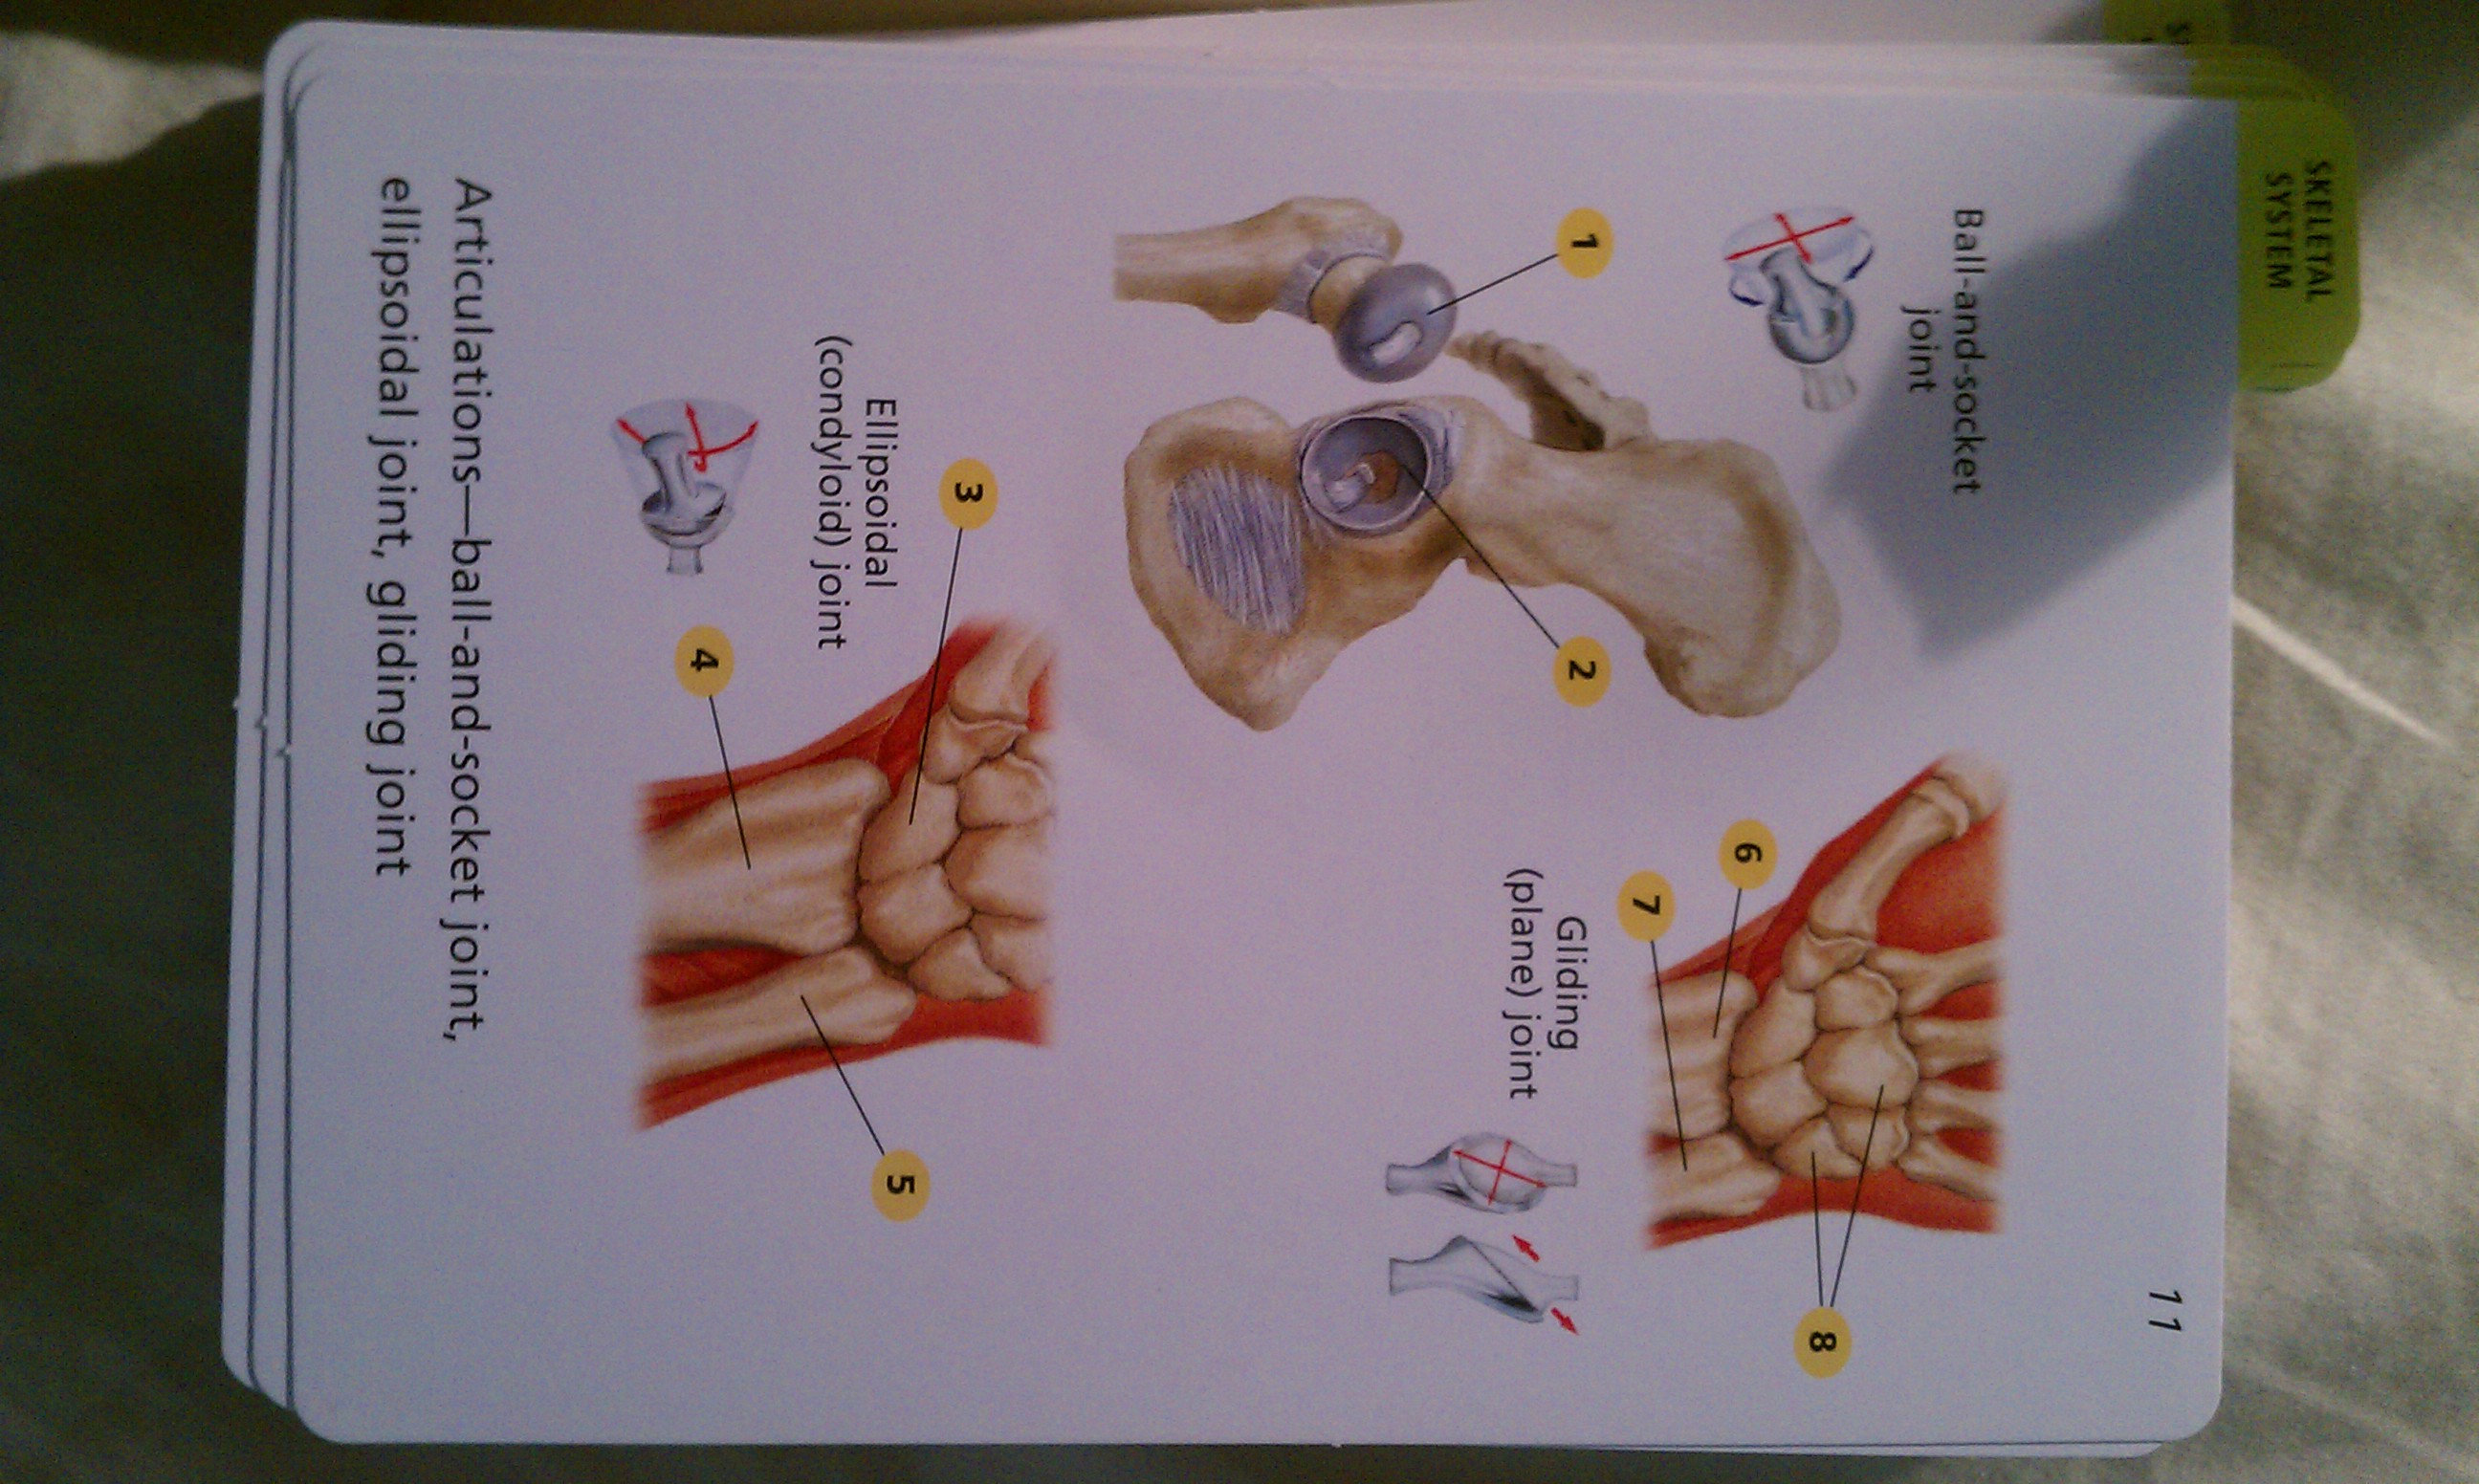 SKELETAL
SYSTEM
11
Ball-and-socket
joint
1
2
6
7
8
Gliding
(plane) joint
Ellipsoidal
(condyloid) joint
3
4
5
Articulations—ball-and-socket joint,
ellipsoidal joint, gliding joint